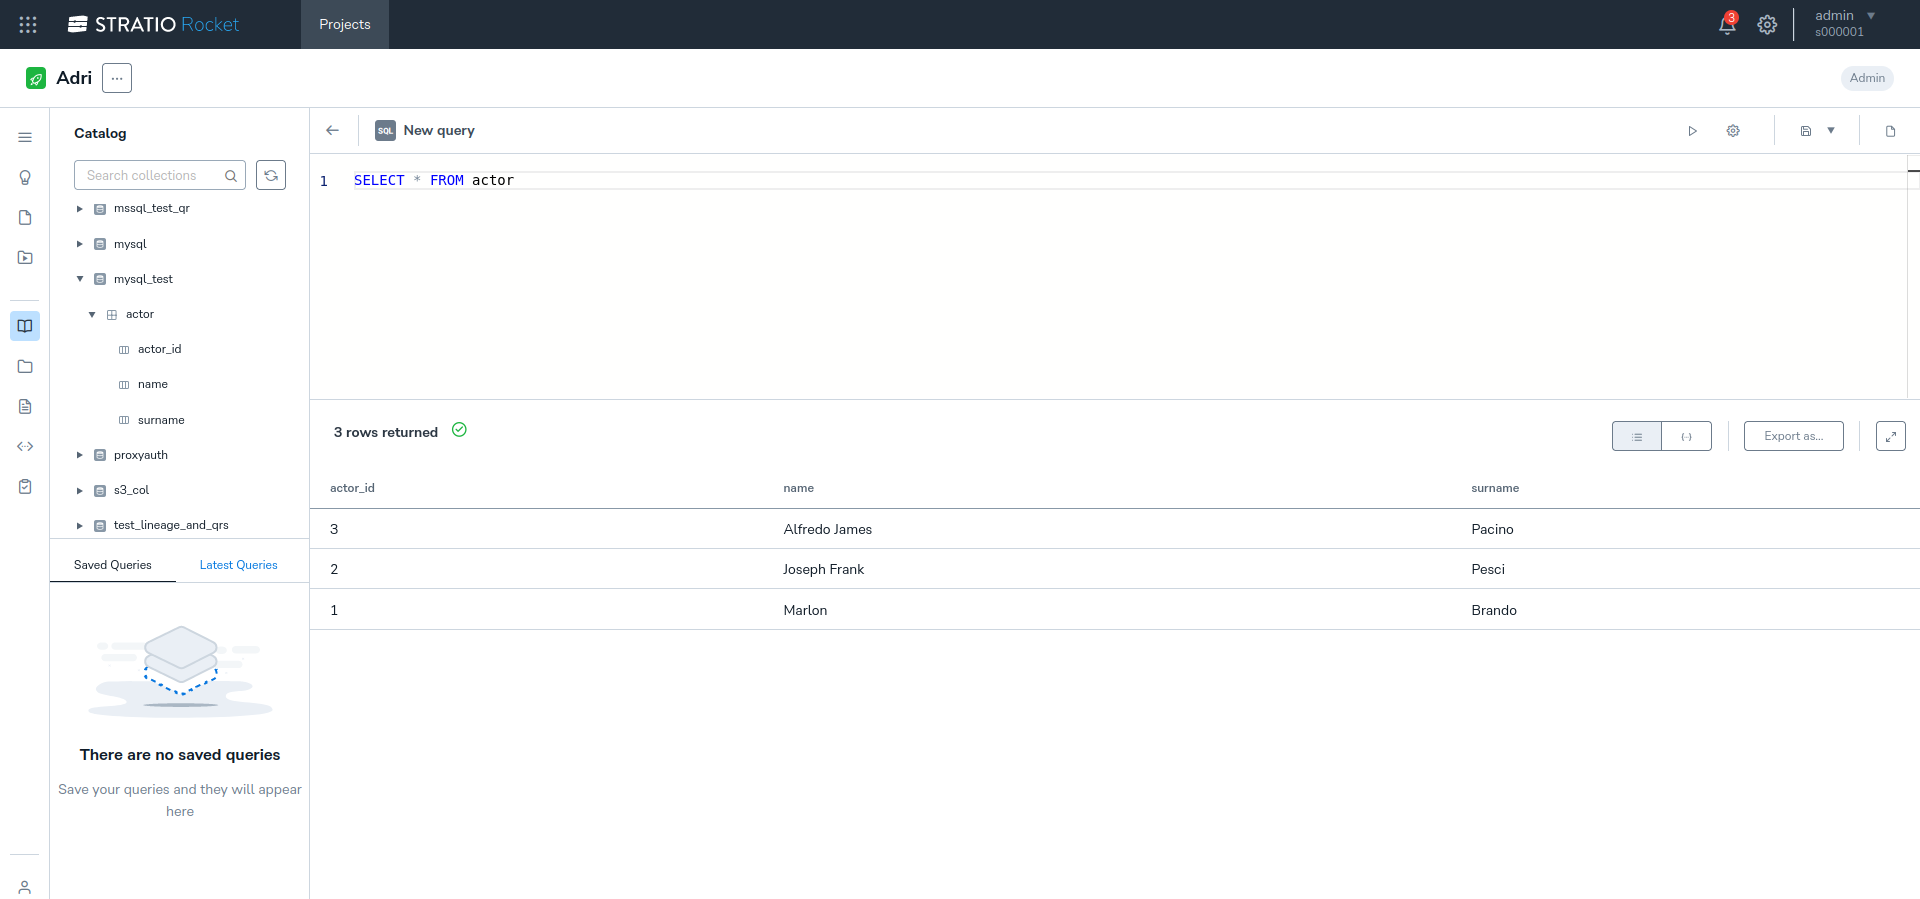 STRATIO Rocket
Projects
3
admin
s000001
Adri
...
Admin
Catalog
Search collections
mssql_test_qr
mysql
mysql_test
actor
actor_id
name
surname
proxyauth
s3_col
test_lineage_and_qrs
Saved Queries
Latest Queries
There are no saved queries
Save your queries and they will appear
here
SQL
New query
1
SELECT * FROM actor
3 rows returned
Export as...
actor_id name surname
3 Alfredo James Pacino
2 Joseph Frank Pesci
1 Marlon Brando